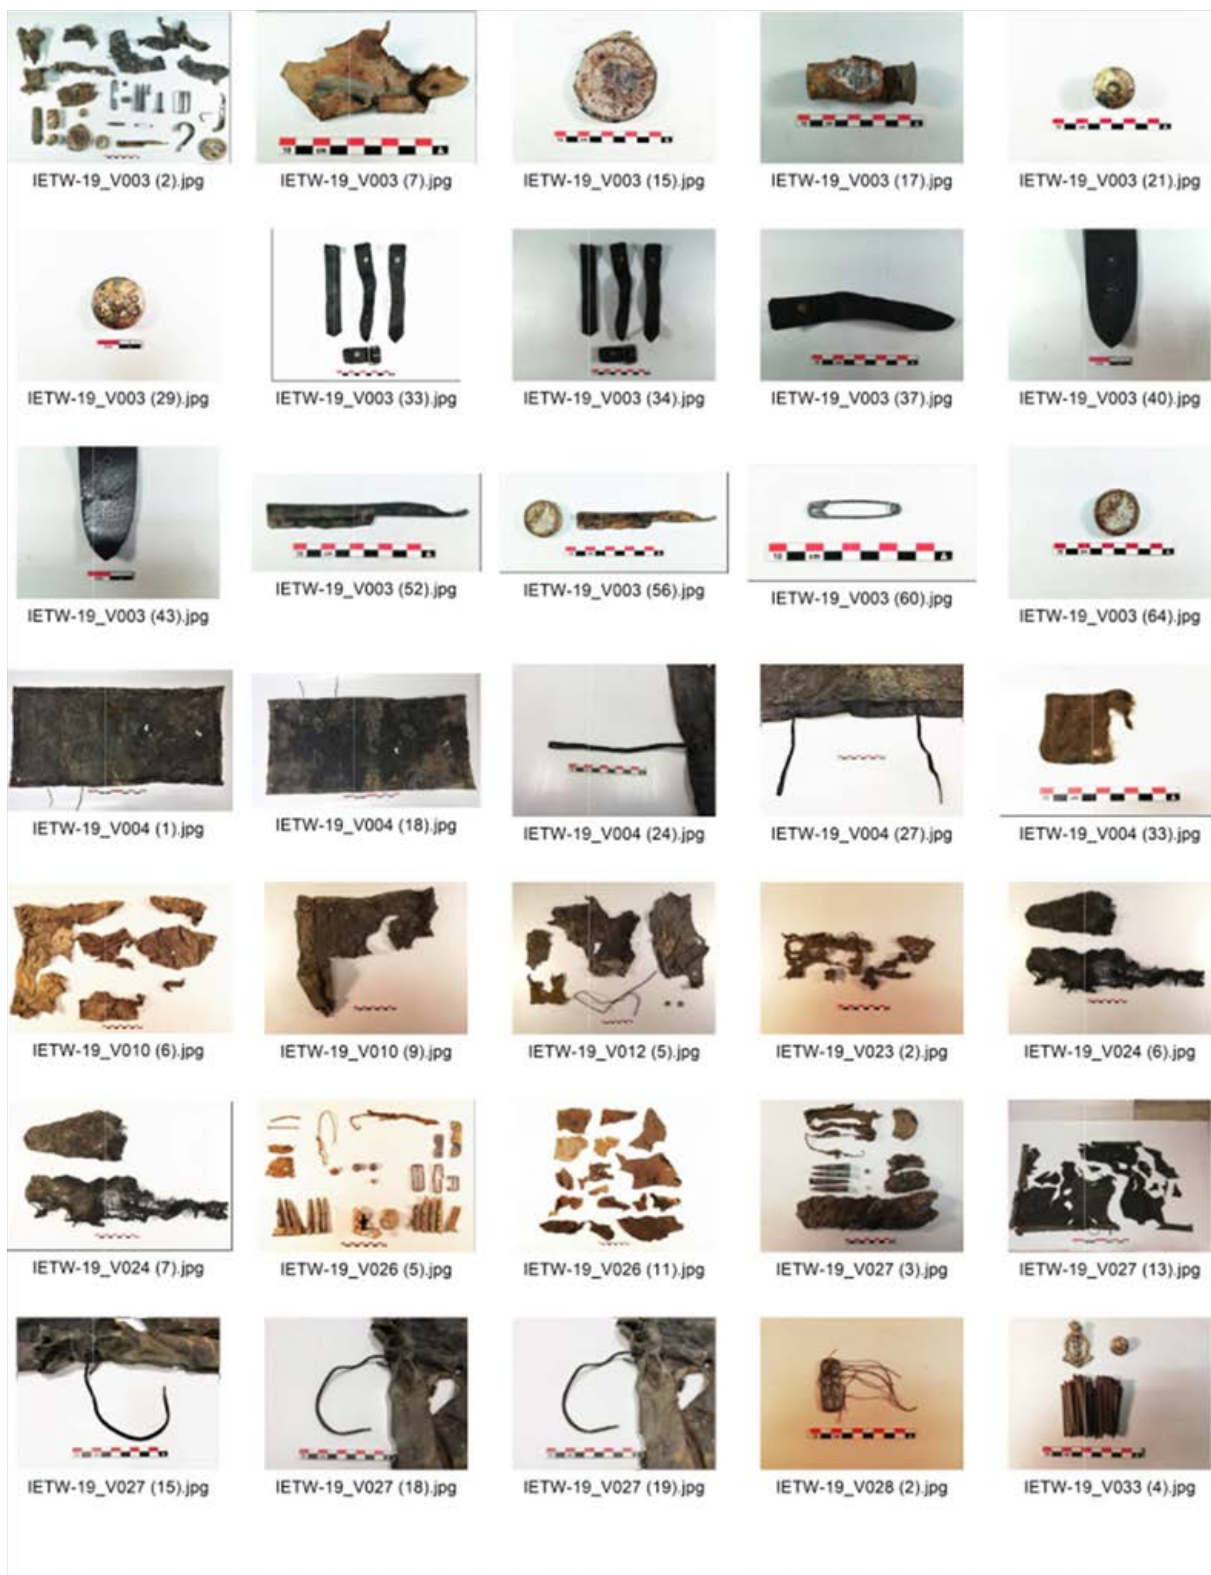 IETW-19_V003 (2).jpg IETW-19_V003 (7).jpg IETW-19_V003 (15).jpg IETW-19_V003 (17).jpg IETW-19_V003 (21).jpg
IETW-19_V003 (29).jpg IETW-19_V003 (33).jpg IETW-19_V003 (34).jpg IETW-19_V003 (37).jpg IETW-19_V003 (40).jpg
IETW-19_V003 (43).jpg IETW-19_V003 (52).jpg IETW-19_V003 (56).jpg IETW-19_V003 (60).jpg IETW-19_V003 (64).jpg
IETW-19_V004 (1).jpg IETW-19_V004 (18).jpg IETW-19_V004 (24).jpg IETW-19_V004 (27).jpg IETW-19_V004 (33).jpg
IETW-19_V010 (6).jpg IETW-19_V010 (9).jpg IETW-19_V012 (5).jpg IETW-19_V023 (2).jpg IETW-19_V024 (6).jpg
IETW-19_V024 (7).jpg IETW-19_V026 (5).jpg IETW-19_V026 (11).jpg IETW-19_V027 (3).jpg IETW-19_V027 (13).jpg
IETW-19_V027 (15).jpg IETW-19_V027 (18).jpg IETW-19_V027 (19).jpg IETW-19_V028 (2).jpg IETW-19_V033 (4).jpg